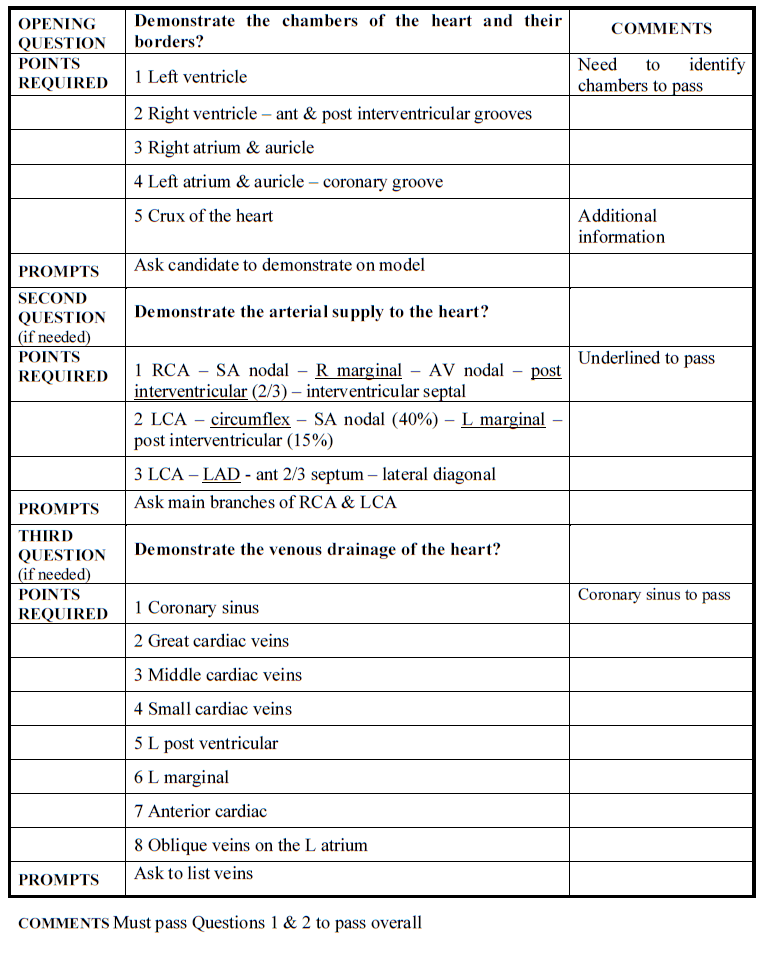 OPENING QUESTION Demonstrate the chambers of the heart and their borders? COMMENTS
POINTS REQUIRED 1 Left ventricle Need to identify chambers to pass
2 Right ventricle – ant & post interventricular grooves
3 Right atrium & auricle
4 Left atrium & auricle – coronary groove
5 Crux of the heart Additional information
PROMPTS Ask candidate to demonstrate on model
SECOND QUESTION (if needed) Demonstrate the arterial supply to the heart?
POINTS REQUIRED 1 RCA – SA nodal – R marginal – AV nodal – post interventricular (2/3) – interventricular septal Underlined to pass
2 LCA – circumflex – SA nodal (40%) – L marginal – post interventricular (15%)
3 LCA – LAD - ant 2/3 septum – lateral diagonal
PROMPTS Ask main branches of RCA & LCA
THIRD QUESTION (if needed) Demonstrate the venous drainage of the heart?
POINTS REQUIRED 1 Coronary sinus Coronary sinus to pass
2 Great cardiac veins
3 Middle cardiac veins
4 Small cardiac veins
5 L post ventricular
6 L marginal
7 Anterior cardiac
8 Oblique veins on the L atrium
PROMPTS Ask to list veins
COMMENTS Must pass Questions 1 & 2 to pass overall